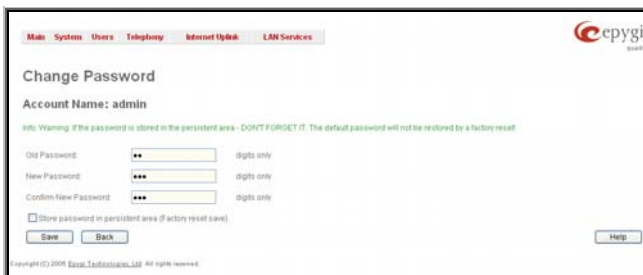 Main System Users Telephony Internet Uplink LAN Services
epygi
Change Password
Account Name: admin
Info: Warning: If the password is stored in the persistent area - DON'T FORGET IT. The default password will not be restored by a factory reset!
Old Password: •• digits only
New Password: ••• digits only
Confirm New Password ••• digits only
Store password in persistent area (Factory reset save)
Save Back Help
Copyright (C) 2005 Epygi Technologies, Ltd. All rights reserved.